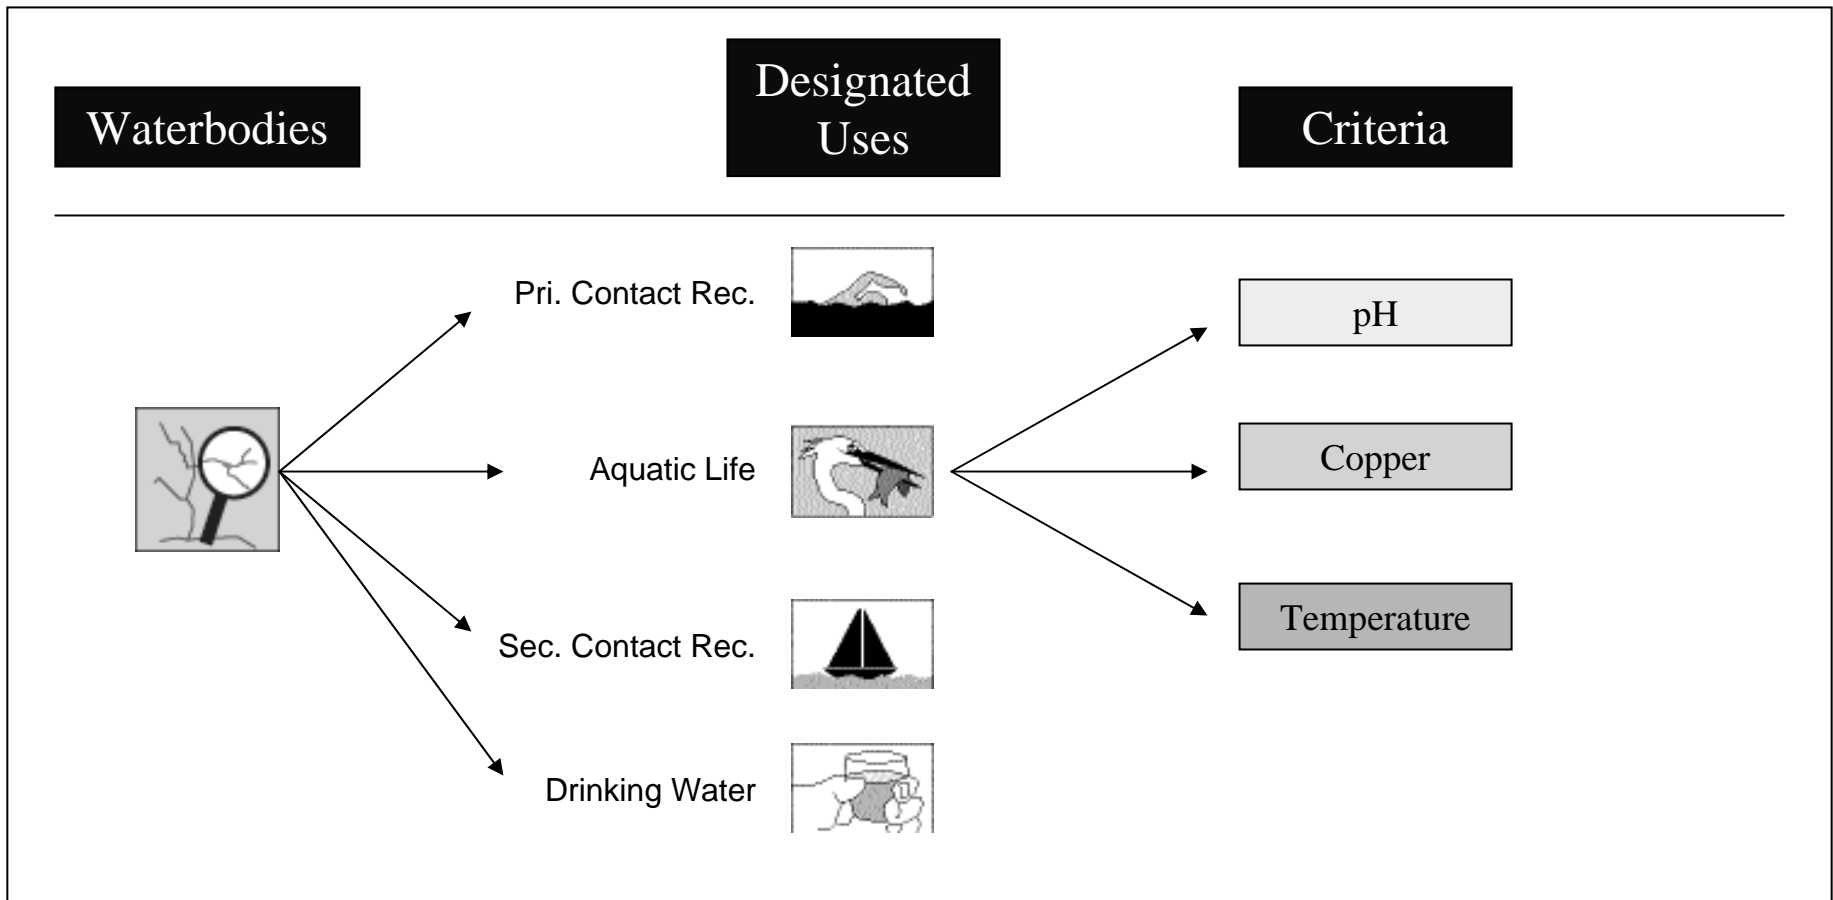 Waterbodies
Designated
Uses
Criteria
Pri. Contact Rec.
Aquatic Life
Sec. Contact Rec.
Drinking Water
pH
Copper
Temperature